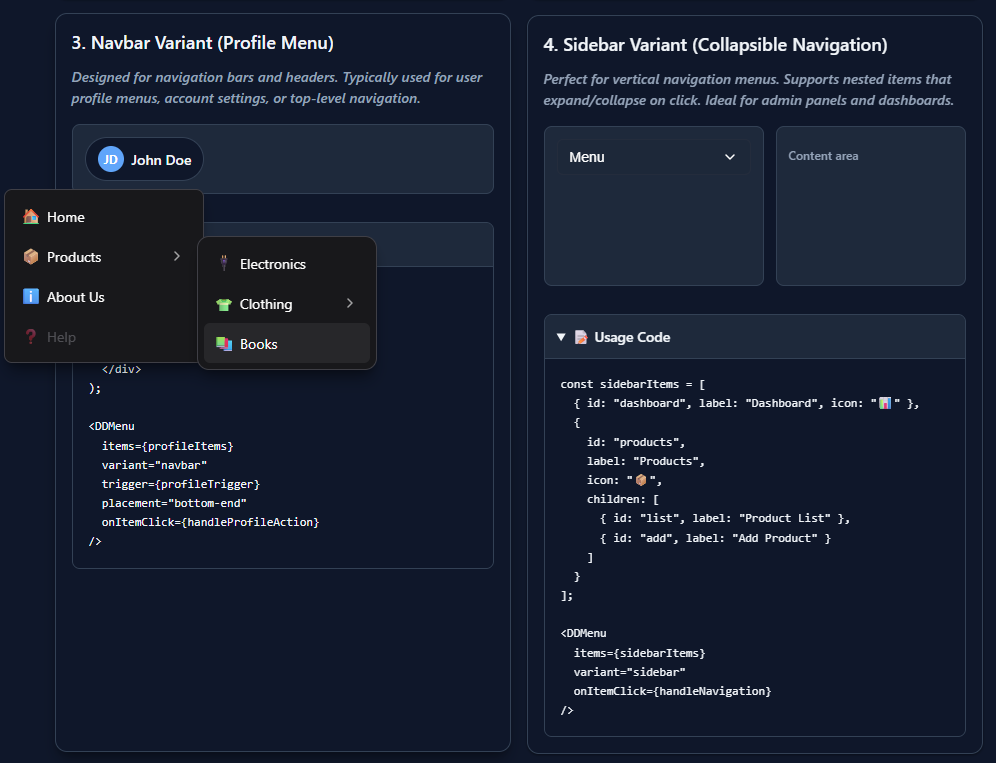 3. Navbar Variant (Profile Menu)
Designed for navigation bars and headers. Typically used for user
profile menus, account settings, or top-level navigation.
JD John Doe
🏠 Home
📦 Products
ℹ️ About Us
❓ Help
🔌 Electronics
👕 Clothing
📚 Books
</div>
);
<DDMenu
items={profileItems}
variant="navbar"
trigger={profileTrigger}
placement="bottom-end"
onItemClick={handleProfileAction}
/>
4. Sidebar Variant (Collapsible Navigation)
Perfect for vertical navigation menus. Supports nested items that
expand/collapse on click. Ideal for admin panels and dashboards.
Menu
Content area
▼ 📝 Usage Code
const sidebarItems = [
{ id: "dashboard", label: "Dashboard", icon: "📊" },
{
id: "products",
label: "Products",
icon: "📦",
children: [
{ id: "list", label: "Product List" },
{ id: "add", label: "Add Product" }
]
}
];
<DDMenu
items={sidebarItems}
variant="sidebar"
onItemClick={handleNavigation}
/>